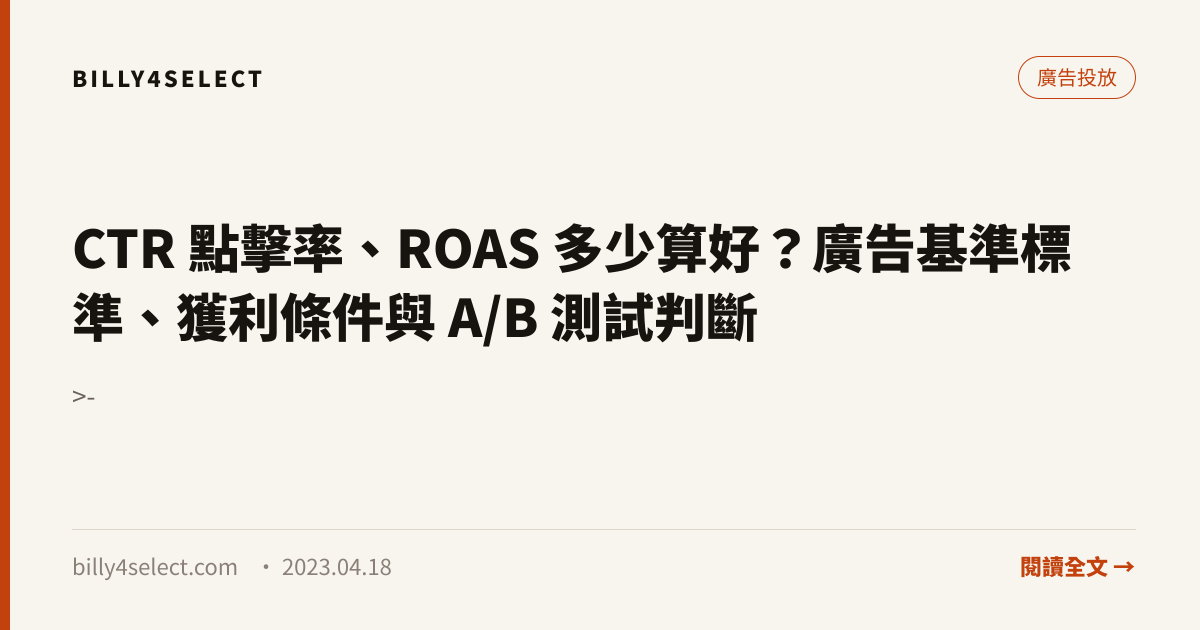 BILLY4SELECT
廣告投放
CTR 點擊率、ROAS 多少算好？廣告基準標
準、獲利條件與 A/B 測試判斷
>-
billy4select.com ・ 2023.04.18
閱讀全文 →